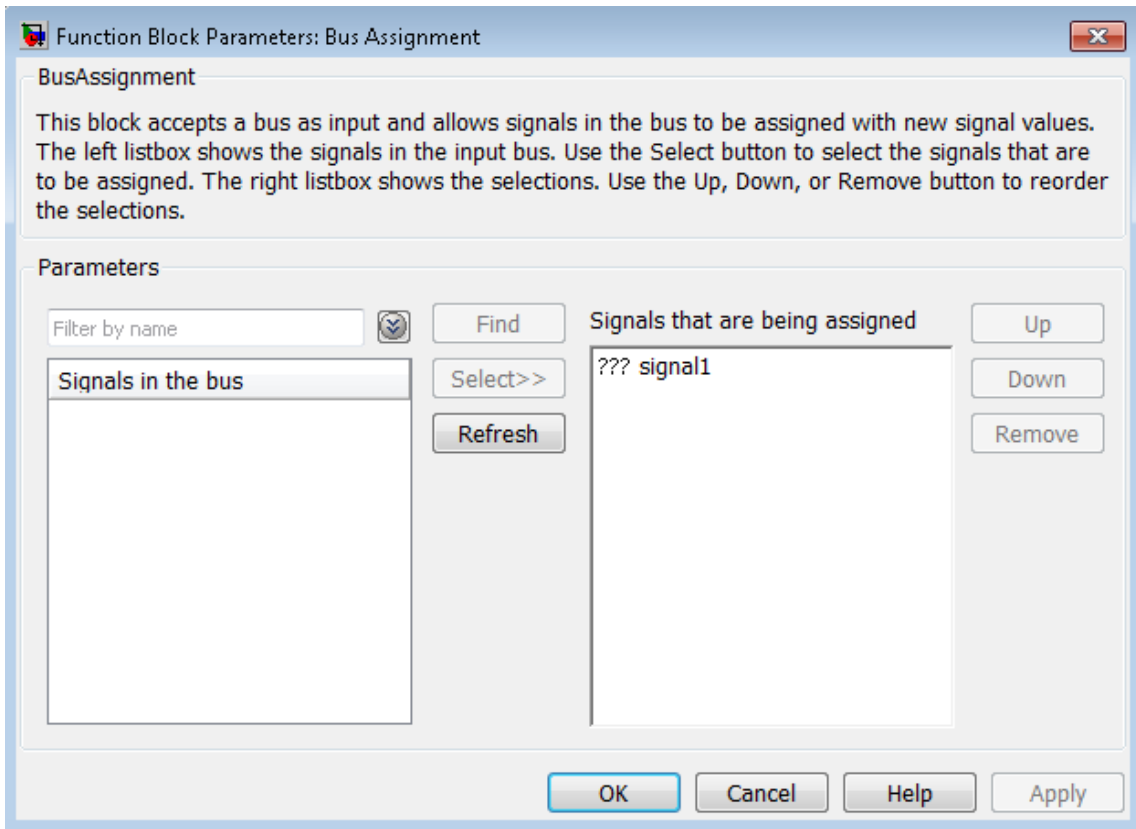 Function Block Parameters: Bus Assignment
BusAssignment
This block accepts a bus as input and allows signals in the bus to be assigned with new signal values.
The left listbox shows the signals in the input bus. Use the Select button to select the signals that are
to be assigned. The right listbox shows the selections. Use the Up, Down, or Remove button to reorder
the selections.
Parameters
Filter by name
Find
Signals that are being assigned
Up
Signals in the bus
Select>>
??? signal1
Down
Refresh
Remove
OK
Cancel
Help
Apply